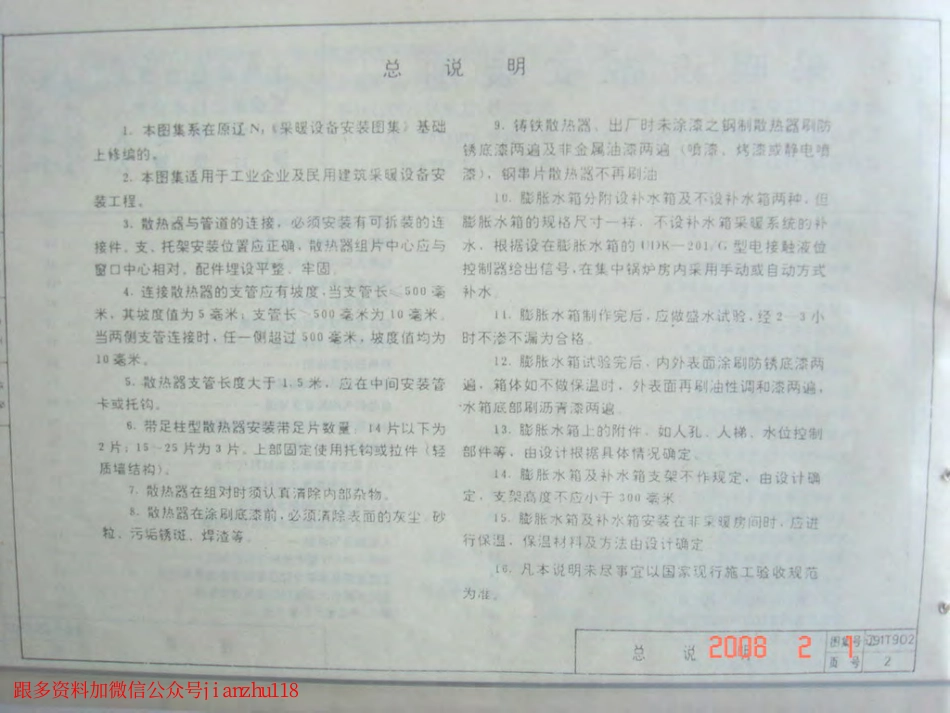 总 说 明
1. 本图集系在原辽N₁《采暖设备安装图集》基础
上修编的。
2. 本图集适用于工业企业及民用建筑采暖设备安
装工程。
3. 散热器与管道的连接，必须安装有可拆装的连
接件。支、托架安装位置应正确，散热器组片中心应与
窗口中心相对。配件埋设平整、牢固。
4. 连接散热器的支管应有坡度，当支管长≤500毫
米，其坡度值为5毫米；支管长＞500毫米为10毫米。
当两侧支管连接时，任一侧超过500毫米，坡度值均为
10毫米。
5. 散热器支管长度大于1.5米，应在中间安装管
卡或托钩。
6. 带足柱型散热器安装带足片数量：14片以下为
2片；15—25片为3片。上部固定使用托钩或拉件（轻
质墙结构）。
7. 散热器在组对时须认真清除内部杂物。
8. 散热器在涂刷底漆前，必须清除表面的灰尘、砂
粒、污垢锈斑、焊渣等。
9. 铸铁散热器、出厂时未涂漆之钢制散热器刷防
锈底漆两遍及非金属油漆两遍（喷漆、烤漆或静电喷
漆），钢串片散热器不再刷油
10. 膨胀水箱分附设补水箱及不设补水箱两种，但
膨胀水箱的规格尺寸一样，不设补水箱采暖系统的补
水，根据设在膨胀水箱的UDK—201/G型电接触液位
控制器给出信号，在集中锅炉房内采用手动或自动方式
补水。
11. 膨胀水箱制作完后，应做盛水试验，经2—3小
时不渗不漏为合格。
12. 膨胀水箱试验完后，内外表面涂刷防锈底漆两
遍，箱体如不做保温时，外表面再刷油性调和漆两遍，
水箱底部刷沥青漆两遍。
13. 膨胀水箱上的附件，如人孔、人梯、水位控制
部件等，由设计根据具体情况确定。
14. 膨胀水箱及补水箱支架不作规定，由设计确
定，支架高度不应小于300毫米
15. 膨胀水箱及补水箱安装在非采暖房间时，应进
行保温，保温材料及方法由设计确定
16. 凡本说明未尽事宜以国家现行施工验收规范
为准。
总 说 明
图集号 辽91T902
页 号 2
2008 2 1
跟多资料加微信公众号jianzhu118